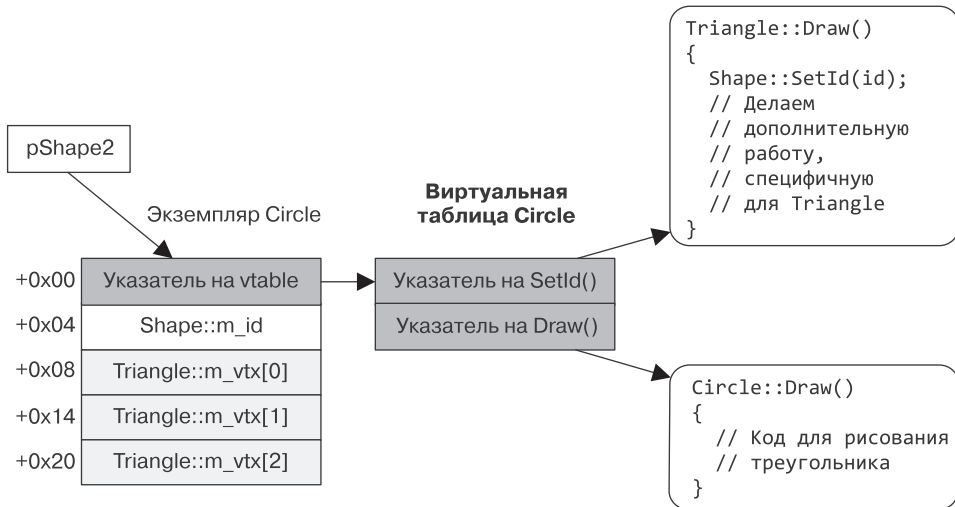 Triangle::Draw()
{
Shape::SetId(id);
// Делаем
// дополнительную
// работу,
// специфичную
// для Triangle
}
pShape2
Экземпляр Circle
Виртуальная
таблица Circle
+0x00
Указатель на vtable
Указатель на SetId()
+0x04
Shape::m_id
Указатель на Draw()
+0x08
Triangle::m_vtx[0]
+0x14
Triangle::m_vtx[1]
+0x20
Triangle::m_vtx[2]
Circle::Draw()
{
// Код для рисования
// треугольника
}